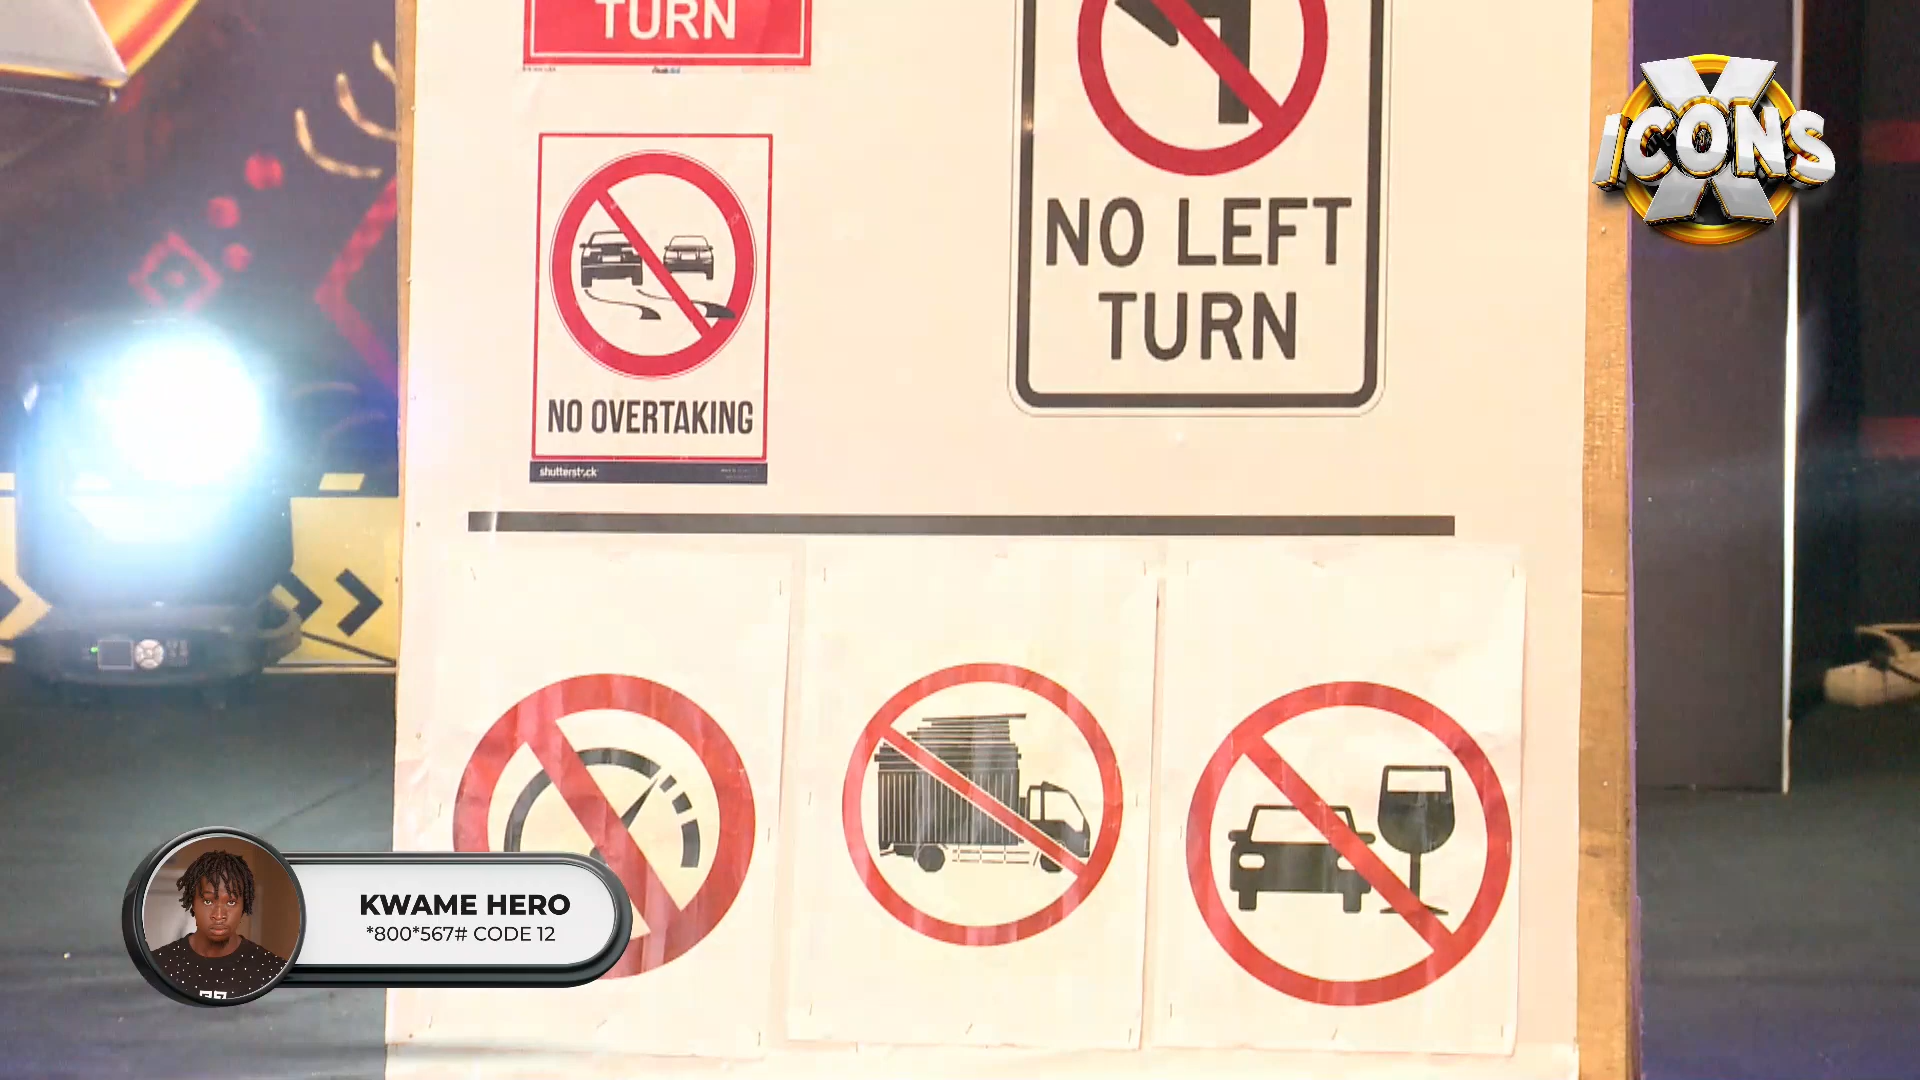 TURN
NO OVERTAKING
shutterstock
NO LEFT
TURN
X
ICONS
KWAME HERO
*800*567# CODE 12